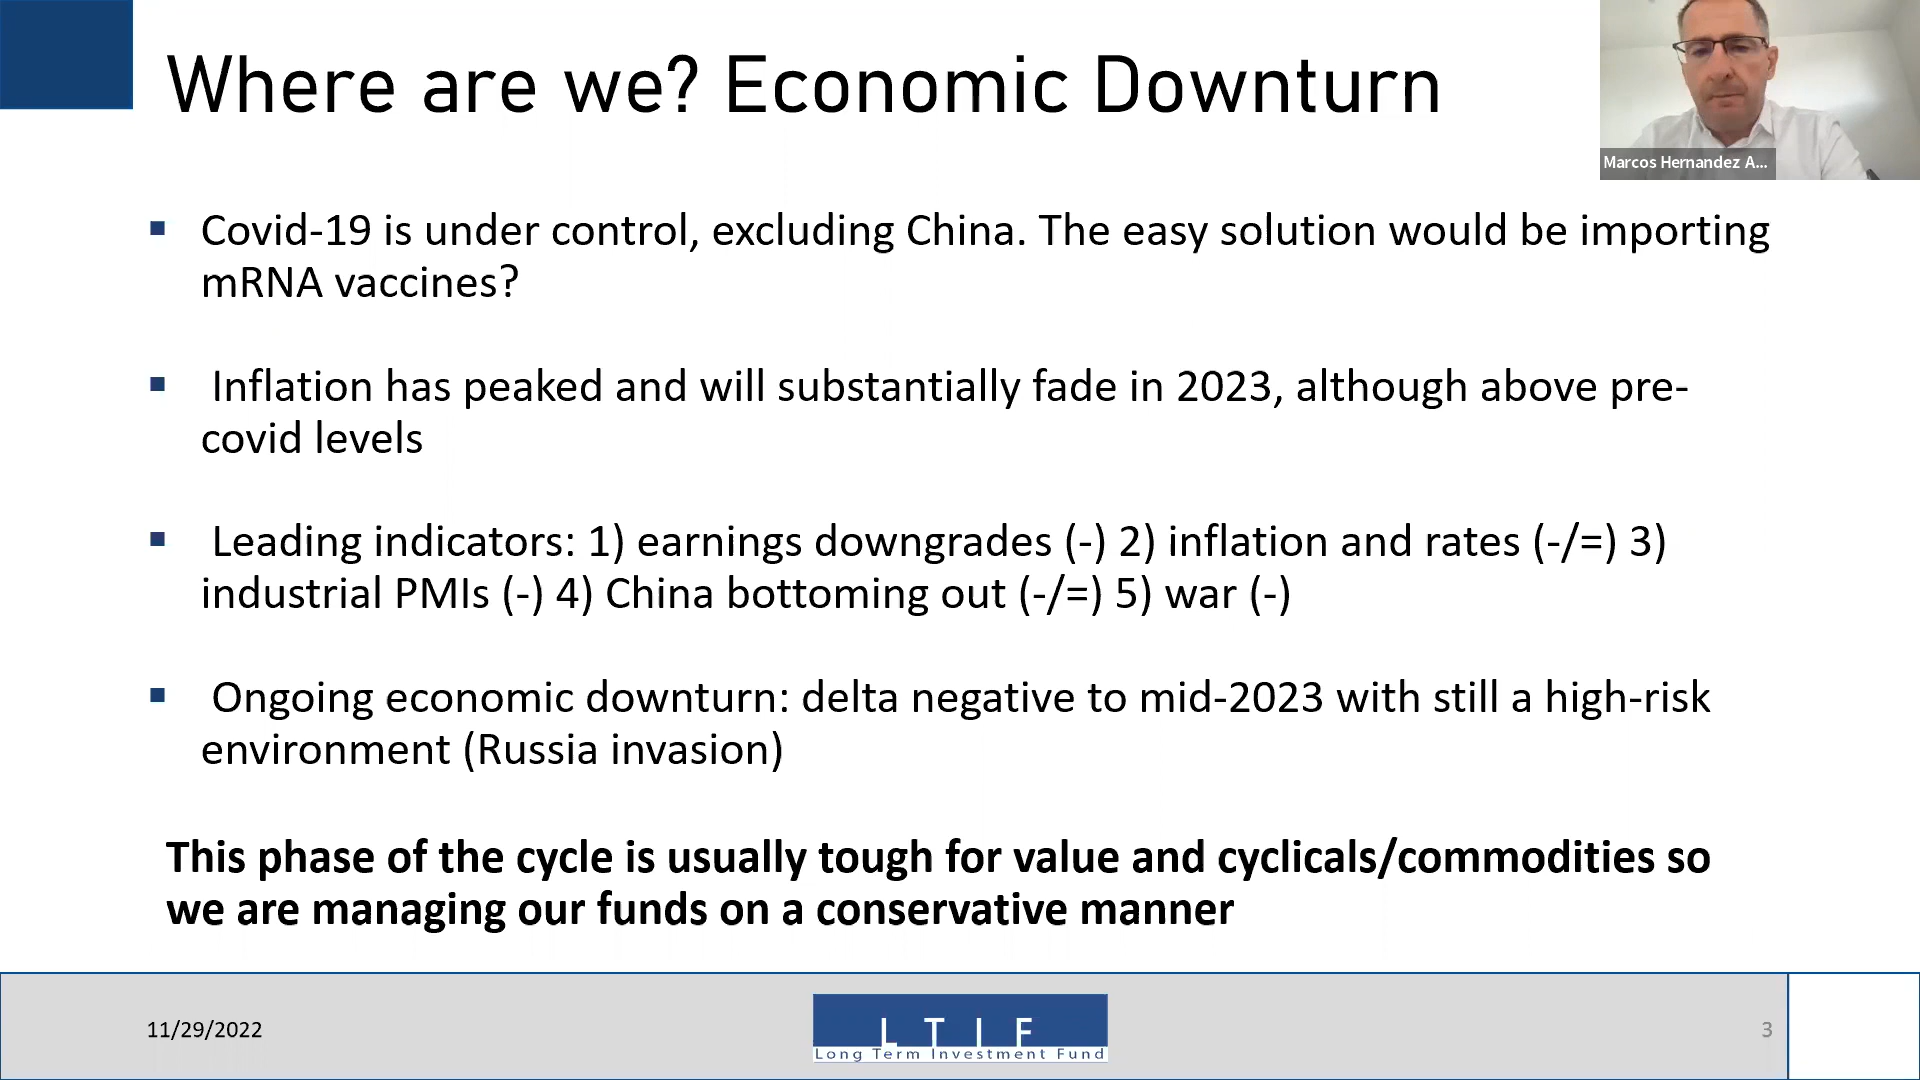 Where are we? Economic Downturn
Marcos Hernandez A...
▪ Covid-19 is under control, excluding China. The easy solution would be importing
mRNA vaccines?
▪ Inflation has peaked and will substantially fade in 2023, although above pre-
covid levels
▪ Leading indicators: 1) earnings downgrades (-) 2) inflation and rates (-/=) 3)
industrial PMIs (-) 4) China bottoming out (-/=) 5) war (-)
▪ Ongoing economic downturn: delta negative to mid-2023 with still a high-risk
environment (Russia invasion)
This phase of the cycle is usually tough for value and cyclicals/commodities so
we are managing our funds on a conservative manner
11/29/2022
LTIF
Long Term Investment Fund
3